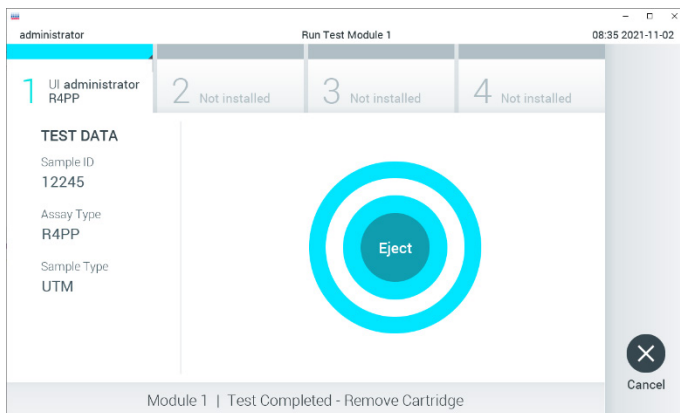 administrator
Run Test Module 1
08:35 2021-11-02
1
UI administrator
R4PP
2 Not installed
3 Not installed
4 Not installed
TEST DATA
Sample ID
12245
Assay Type
R4PP
Sample Type
UTM
Eject
Cancel
Module 1 | Test Completed - Remove Cartridge